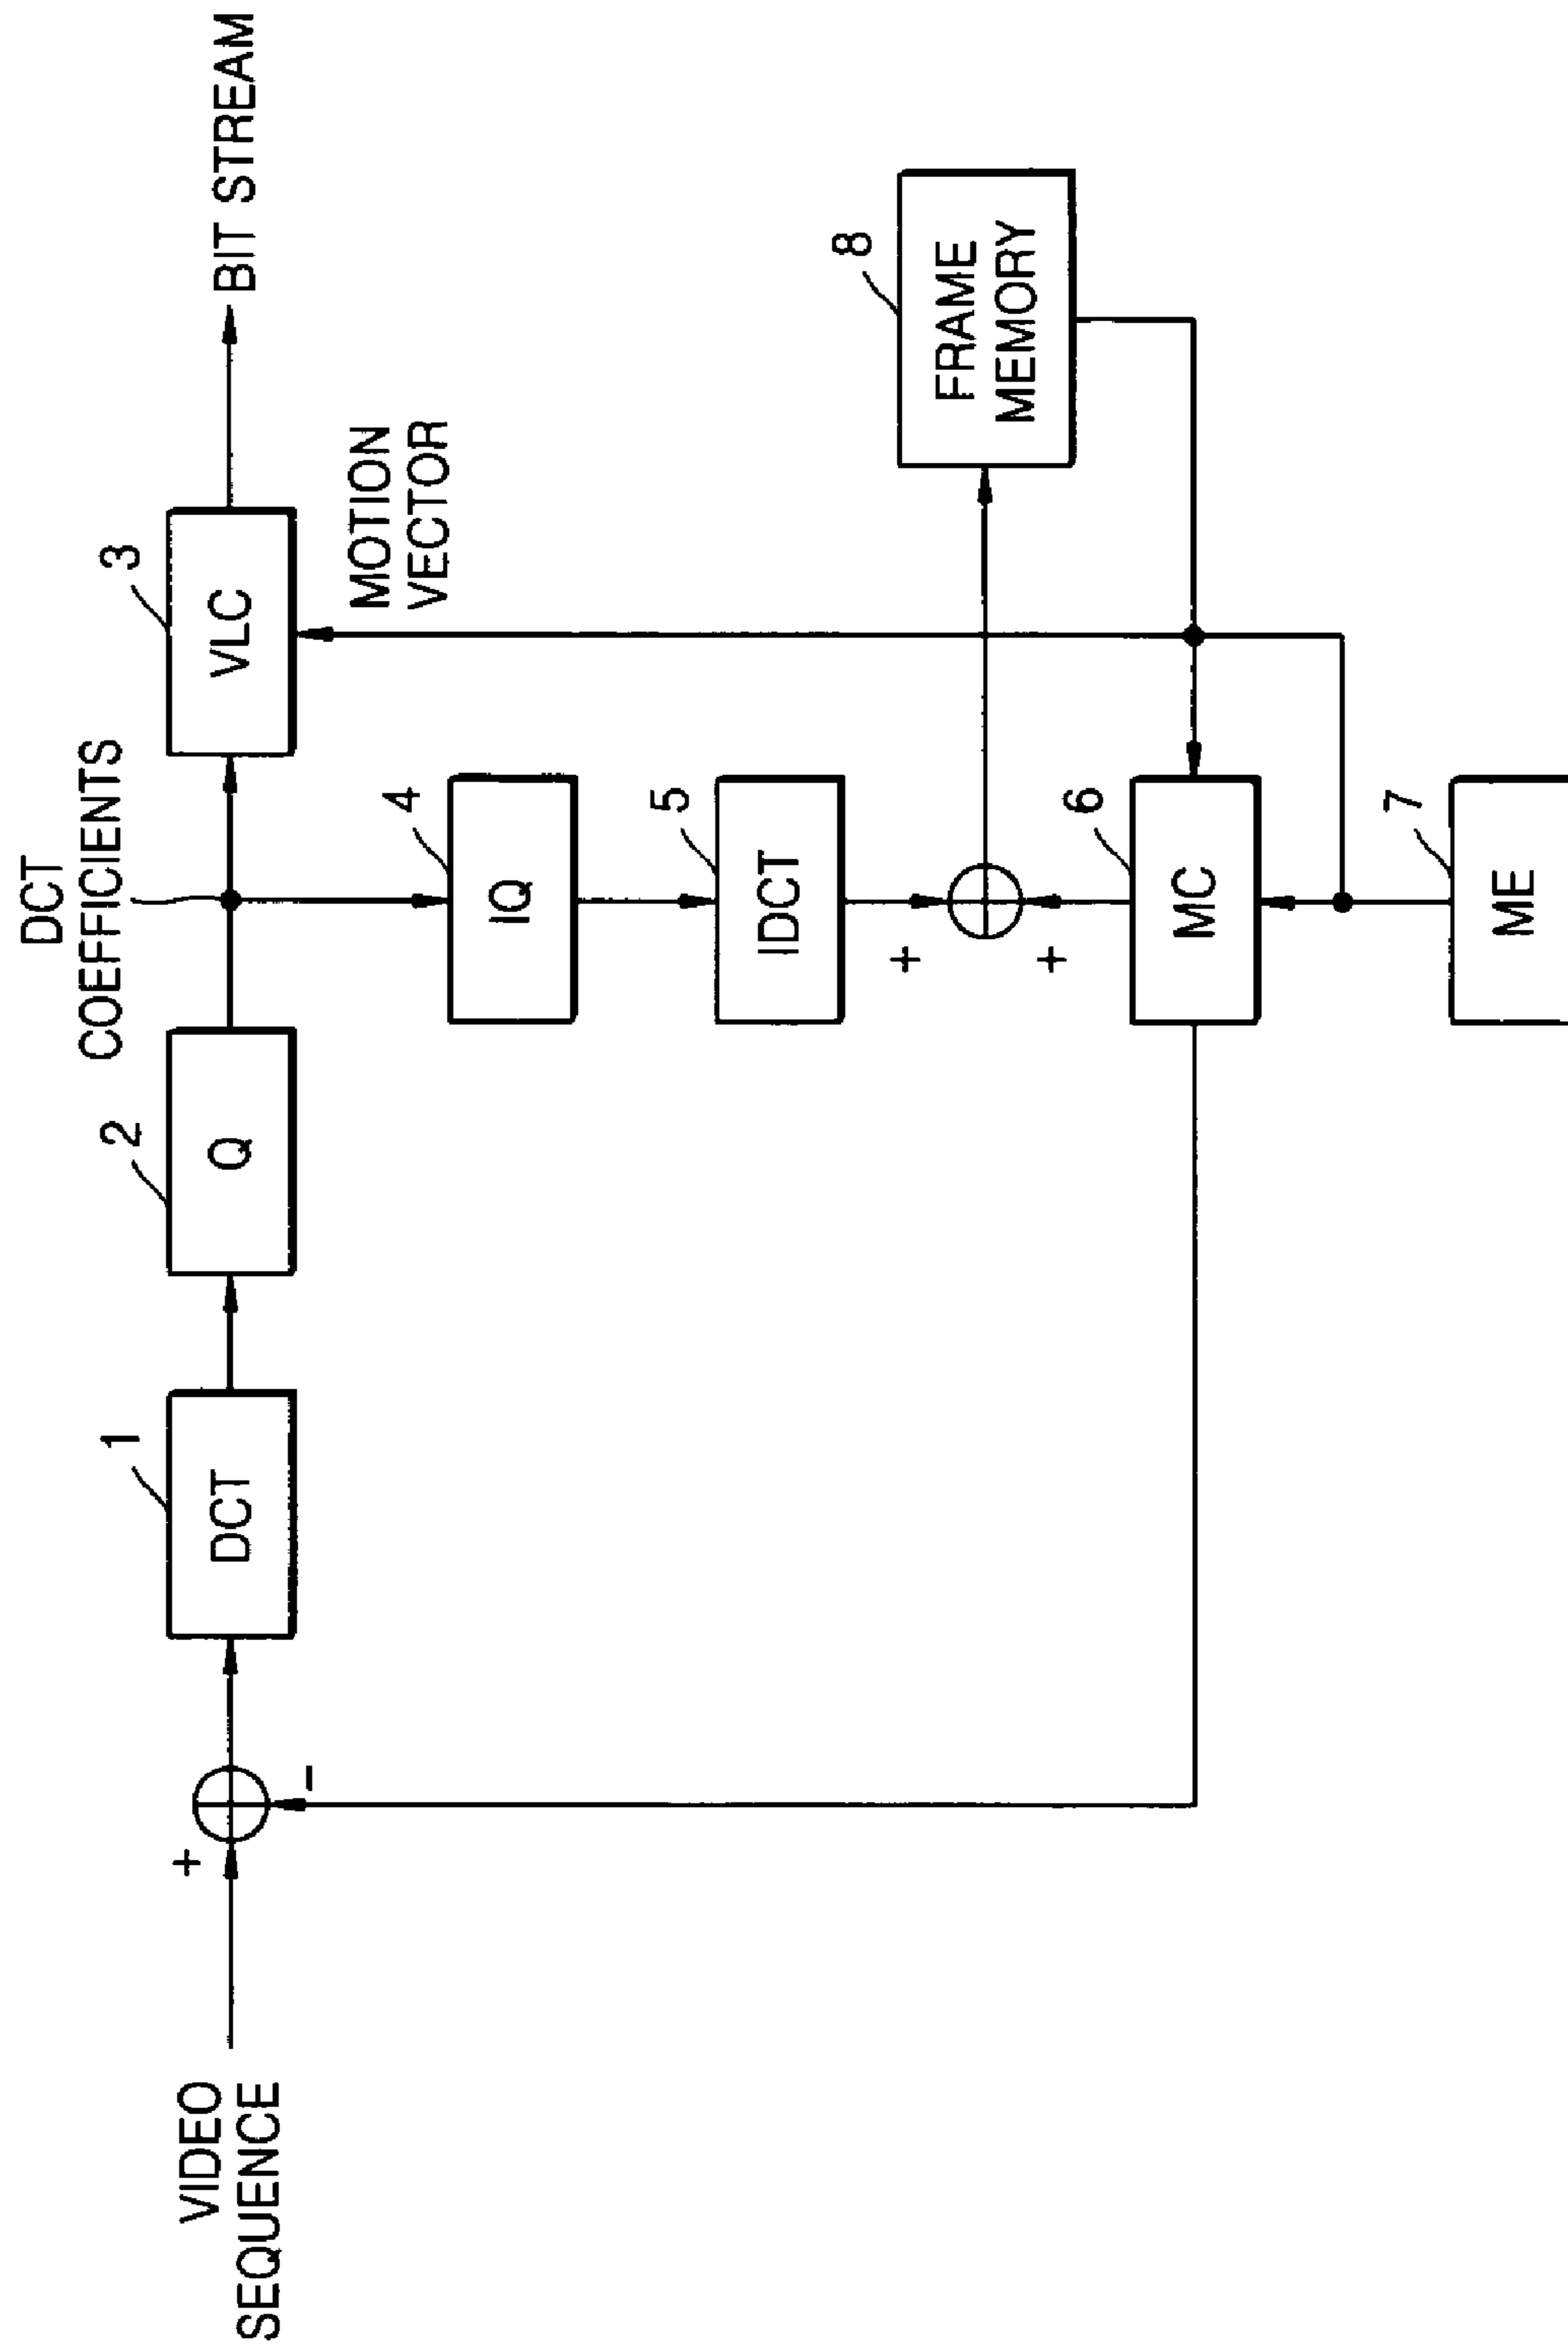 DCT
COEFFICIENTS
VIDEO
SEQUENCE
+
-
1
DCT
2
Q
3
VLC
BIT STREAM
MOTION
VECTOR
4
IQ
5
IDCT
+
+
8
FRAME
MEMORY
6
MC
7
ME